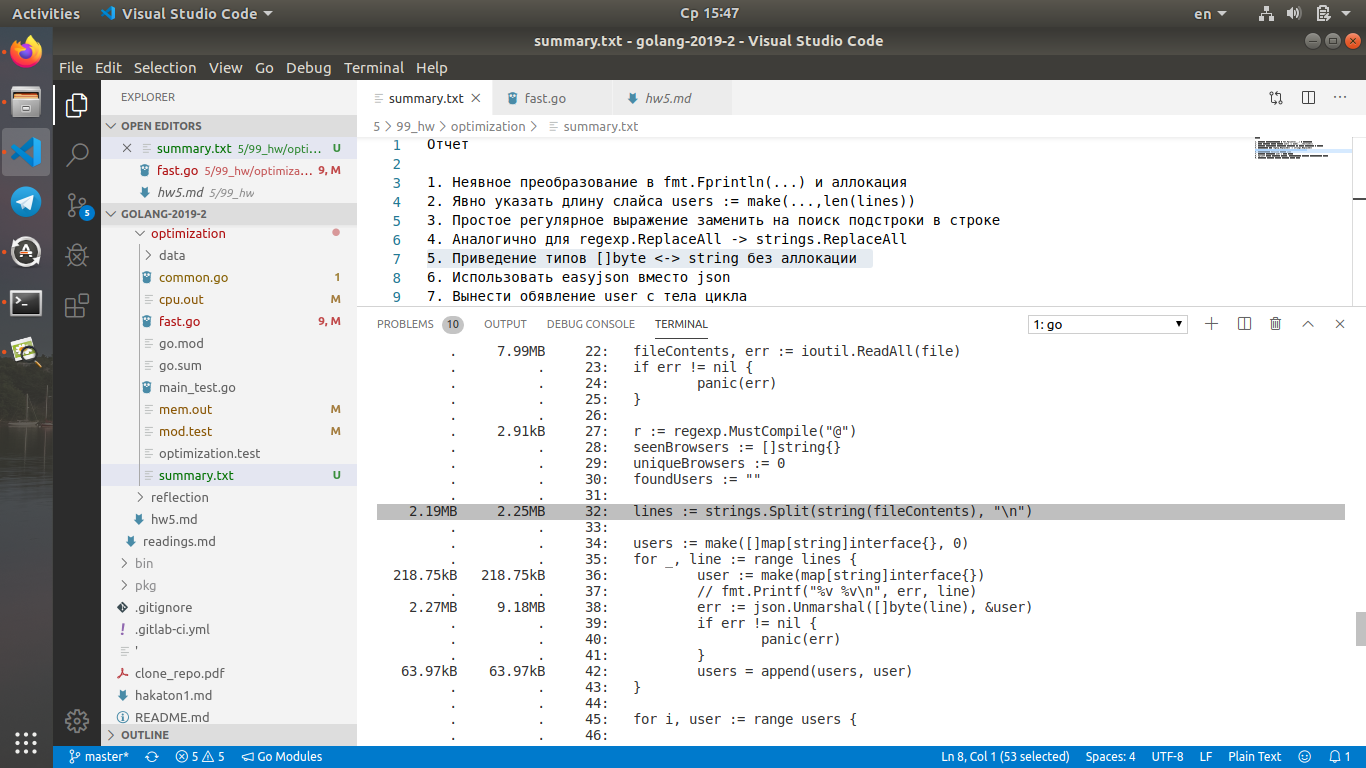 Activities
Visual Studio Code
Ср 15:47
en
summary.txt - golang-2019-2 - Visual Studio Code
File Edit Selection View Go Debug Terminal Help
EXPLORER
OPEN EDITORS
summary.txt 5/99_hw/opti... U
fast.go 5/99_hw/optimiza... 9, M
hw5.md 5/99_hw
5
GOLANG-2019-2
optimization
data
common.go 1
cpu.out M
fast.go 9, M
go.mod
go.sum
main_test.go
mem.out M
mod.test M
optimization.test
summary.txt U
reflection
hw5.md
readings.md
bin
pkg
.gitignore
.gitlab-ci.yml
'
clone_repo.pdf
hakaton1.md
README.md
OUTLINE
summary.txt
fast.go
hw5.md
5 > 99_hw > optimization > summary.txt
1 Отчет
2
3 1. Неявное преобразование в fmt.Fprintln(...) и аллокация
4 2. Явно указать длину слайса users := make(...,len(lines))
5 3. Простое регулярное выражение заменить на поиск подстроки в строке
6 4. Аналогично для regexp.ReplaceAll -> strings.ReplaceAll
7 5. Приведение типов []byte <-> string без аллокации
8 6. Использовать easyjson вместо json
9 7. Вынести обявление user с тела цикла
PROBLEMS 10 OUTPUT DEBUG CONSOLE TERMINAL
1: go
. 7.99MB 22: fileContents, err := ioutil.ReadAll(file)
. . 23: if err != nil {
. . 24: panic(err)
. . 25: }
. . 26:
. 2.91kB 27: r := regexp.MustCompile("@")
. . 28: seenBrowsers := []string{}
. . 29: uniqueBrowsers := 0
. . 30: foundUsers := ""
. . 31:
2.19MB 2.25MB 32: lines := strings.Split(string(fileContents), "\n")
. . 33:
. . 34: users := make([]map[string]interface{}, 0)
. . 35: for _, line := range lines {
218.75kB 218.75kB 36: user := make(map[string]interface{})
. . 37: // fmt.Printf("%v %v\n", err, line)
2.27MB 9.18MB 38: err := json.Unmarshal([]byte(line), &user)
. . 39: if err != nil {
. . 40: panic(err)
. . 41: }
63.97kB 63.97kB 42: users = append(users, user)
. . 43: }
. . 44:
. . 45: for i, user := range users {
. . 46:
master* 5 5 Go Modules
Ln 8, Col 1 (53 selected) Spaces: 4 UTF-8 LF Plain Text 1